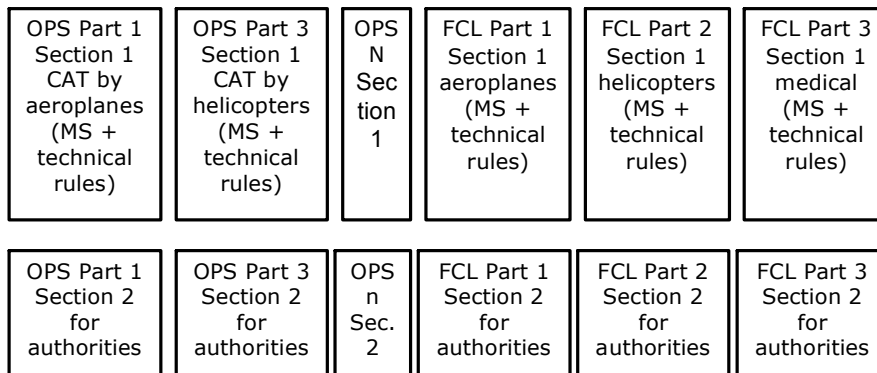 OPS Part 1
Section 1
CAT by
aeroplanes
(MS +
technical
rules)
OPS Part 3
Section 1
CAT by
helicopters
(MS +
technical
rules)
OPS
N
Sec
tion
1
FCL Part 1
Section 1
aeroplanes
(MS +
technical
rules)
FCL Part 2
Section 1
helicopters
(MS +
technical
rules)
FCL Part 3
Section 1
medical
(MS +
technical
rules)
OPS Part 1
Section 2
for
authorities
OPS Part 3
Section 2
for
authorities
OPS
n
Sec.
2
FCL Part 1
Section 2
for
authorities
FCL Part 2
Section 2
for
authorities
FCL Part 3
Section 2
for
authorities